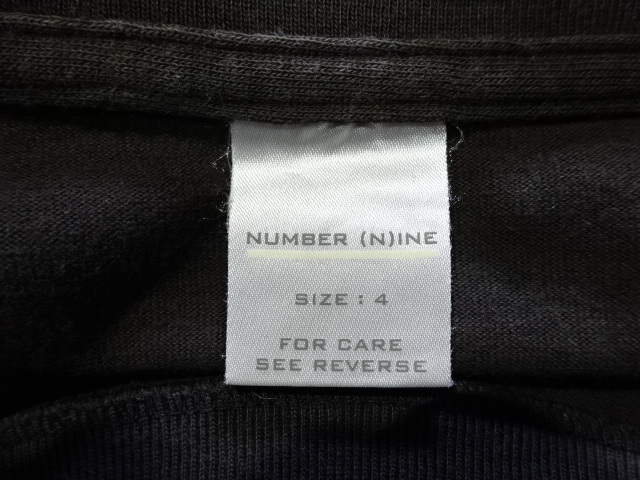 NUMBER (N)INE
SIZE : 4
FOR CARE
SEE REVERSE